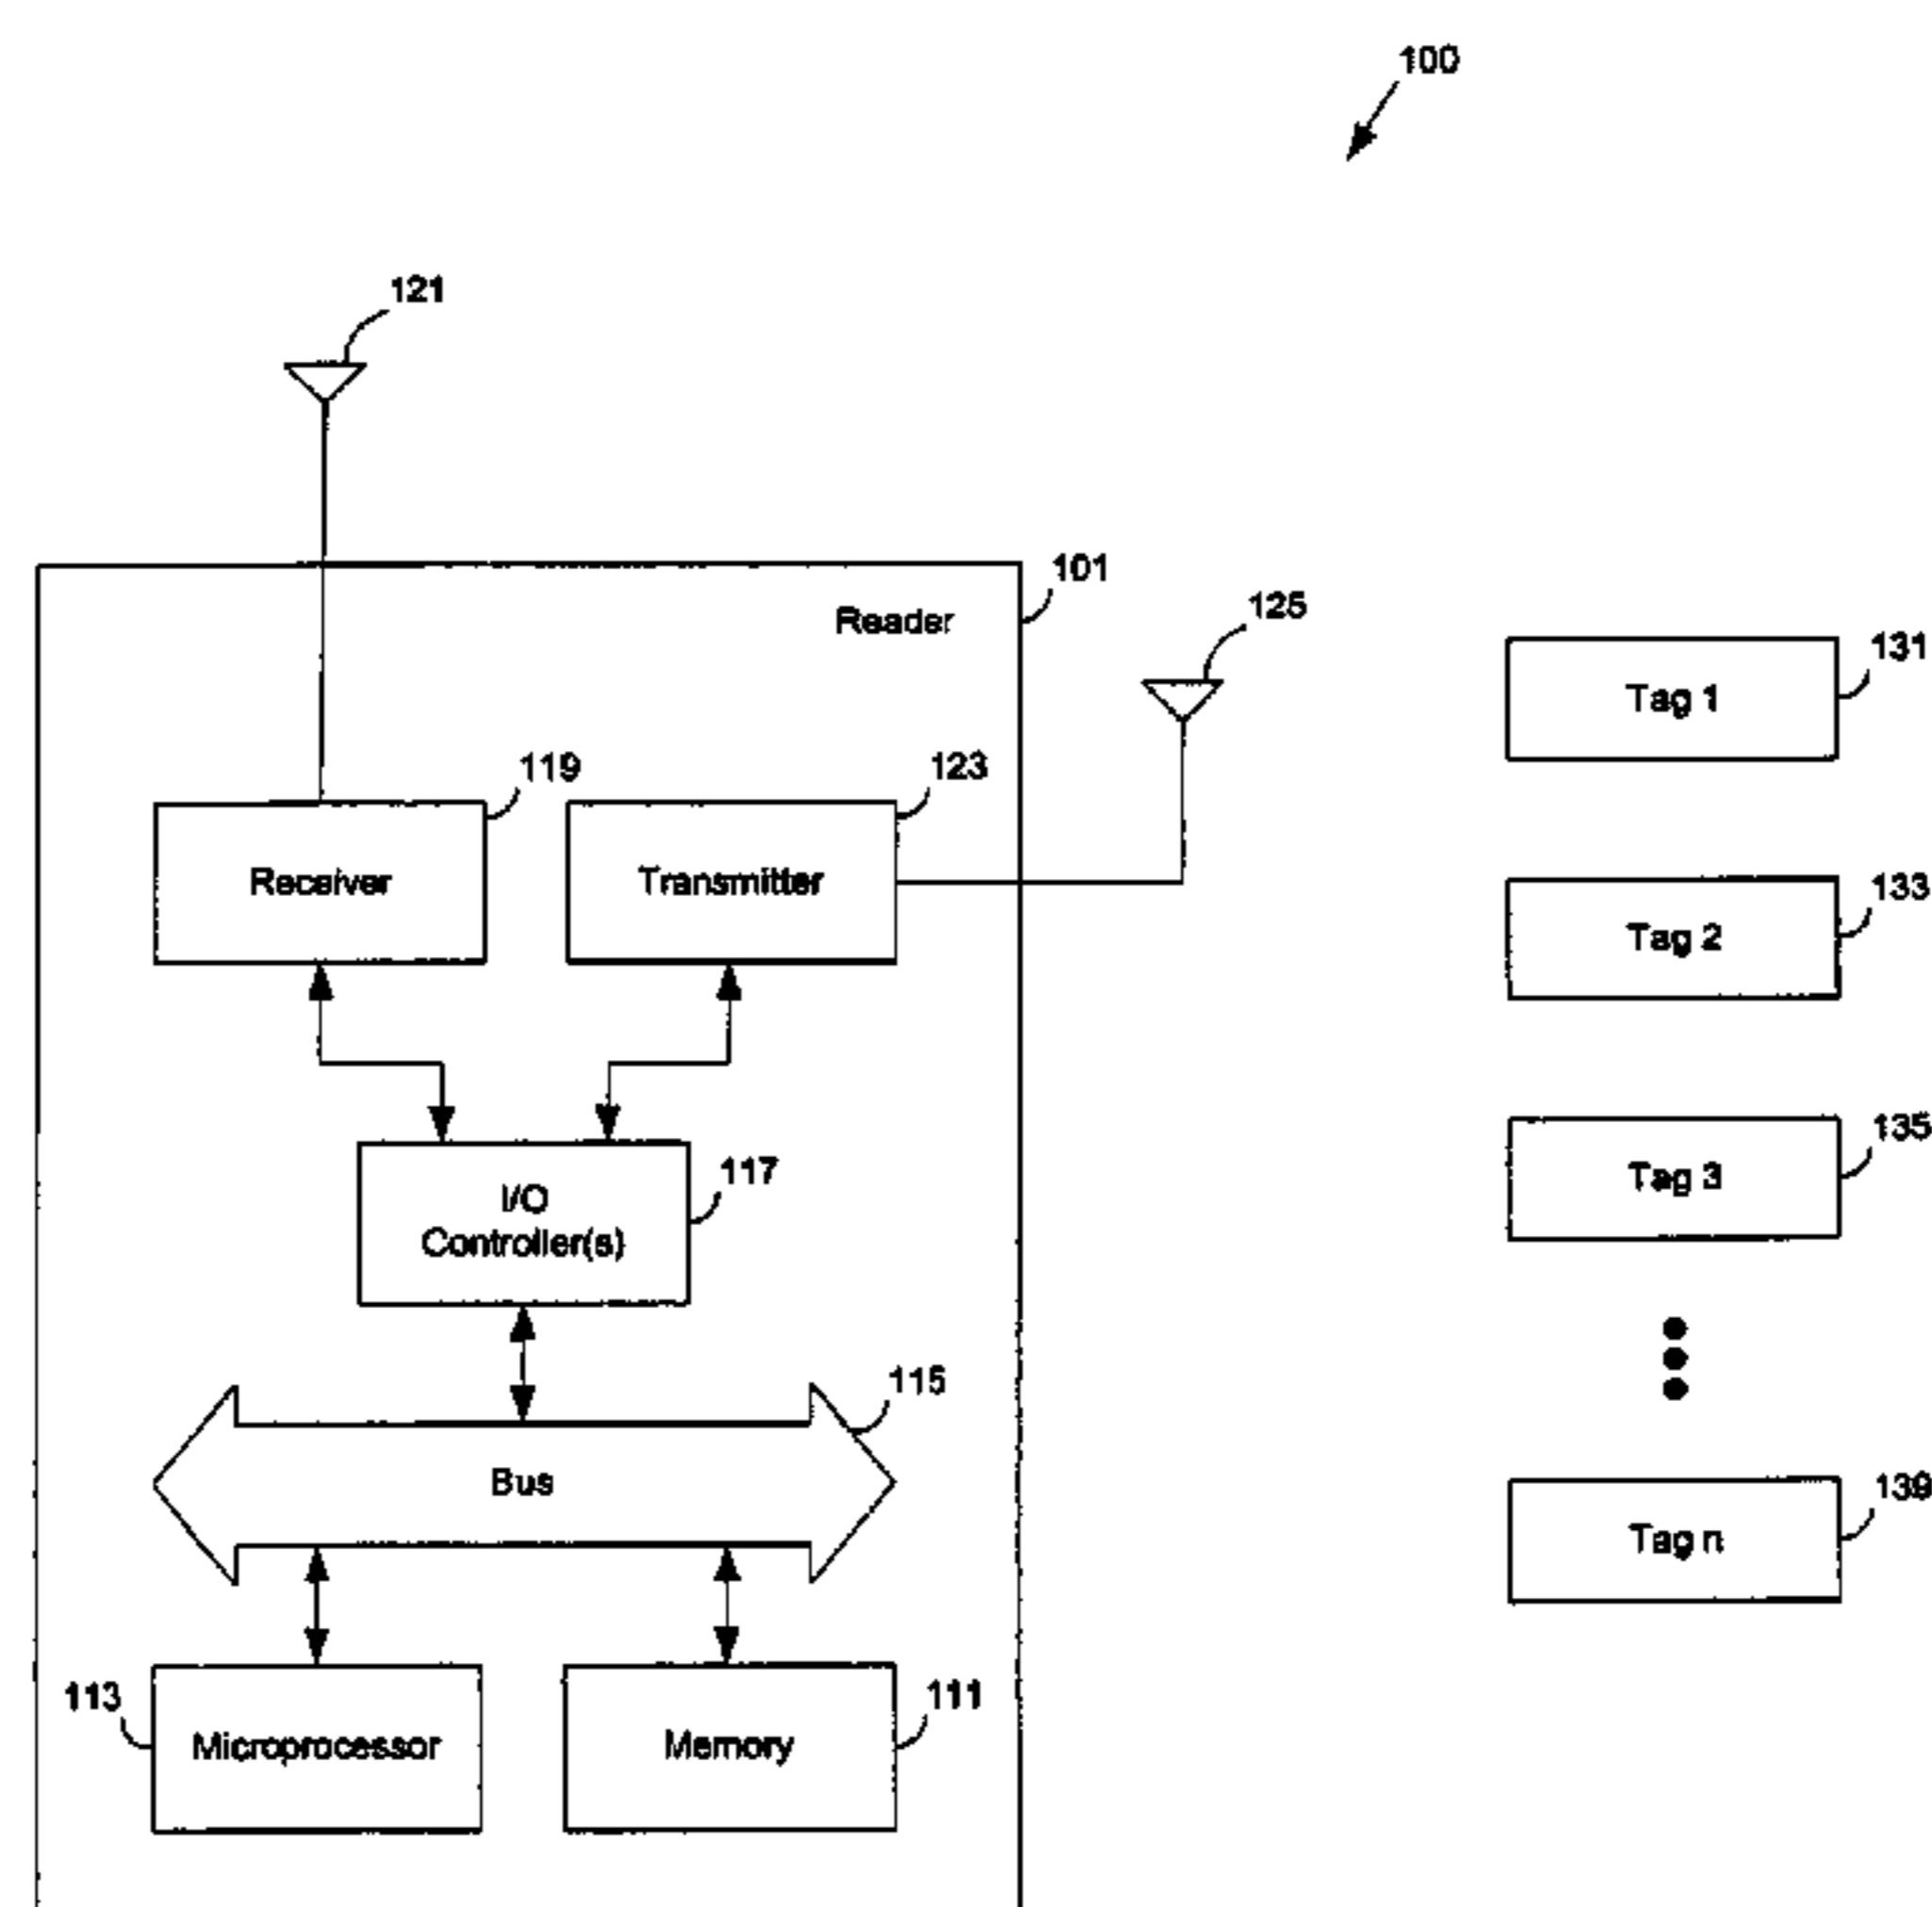 100
121
101
Reader
125
131
Tag 1
119
123
Receiver
Transmitter
133
Tag 2
135
Tag 3
117
I/O
Controller(s)
115
Bus
139
Tag n
113
Microprocessor
111
Memory